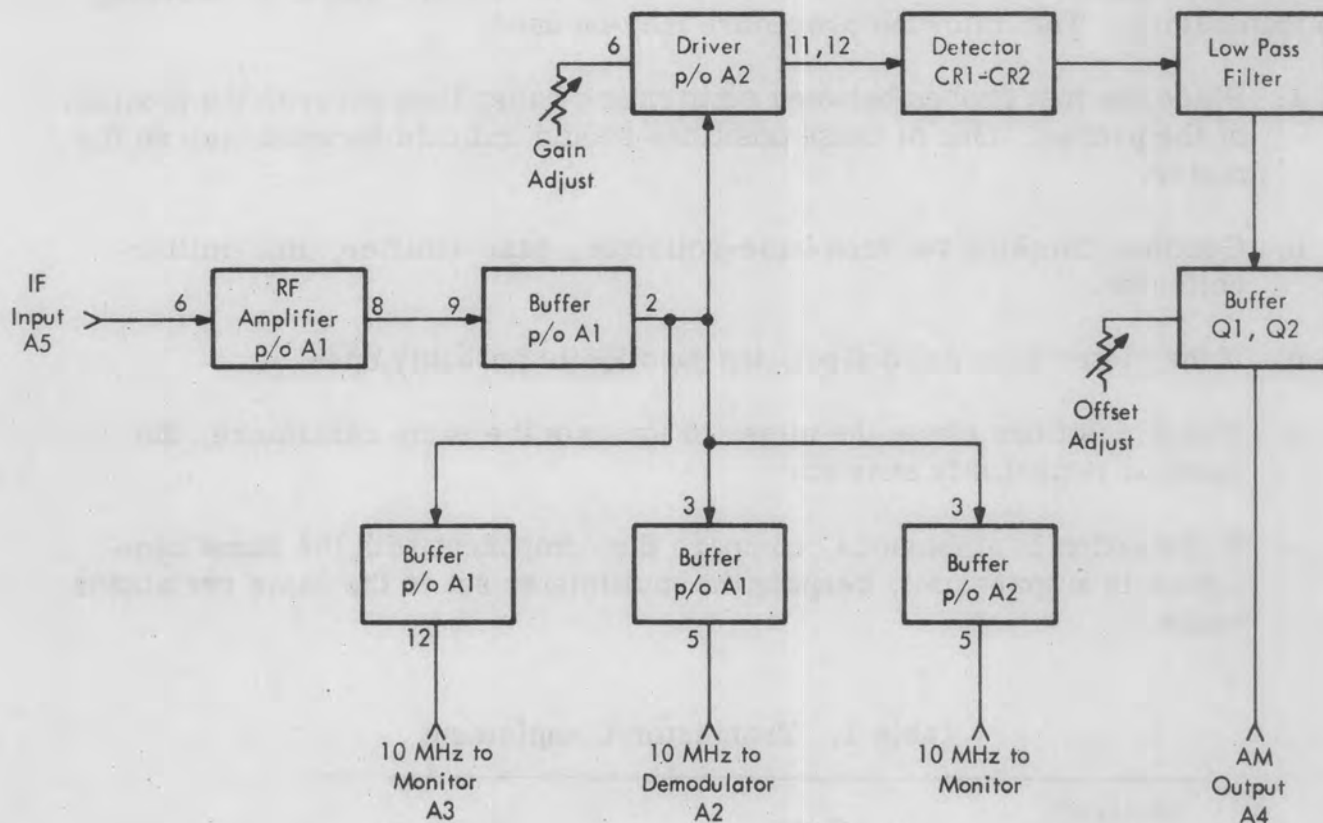 6
Driver
p/o A2
11,12
Detector
CR1-CR2
Low Pass
Filter
Gain
Adjust
IF
Input
A5
6
RF
Amplifier
p/o A1
8
9
Buffer
p/o A1
2
Buffer
Q1, Q2
Offset
Adjust
Buffer
p/o A1
12
3
Buffer
p/o A1
5
3
Buffer
p/o A2
5
10 MHz to
Monitor
A3
10 MHz to
Demodulator
A2
10 MHz to
Monitor
AM
Output
A4